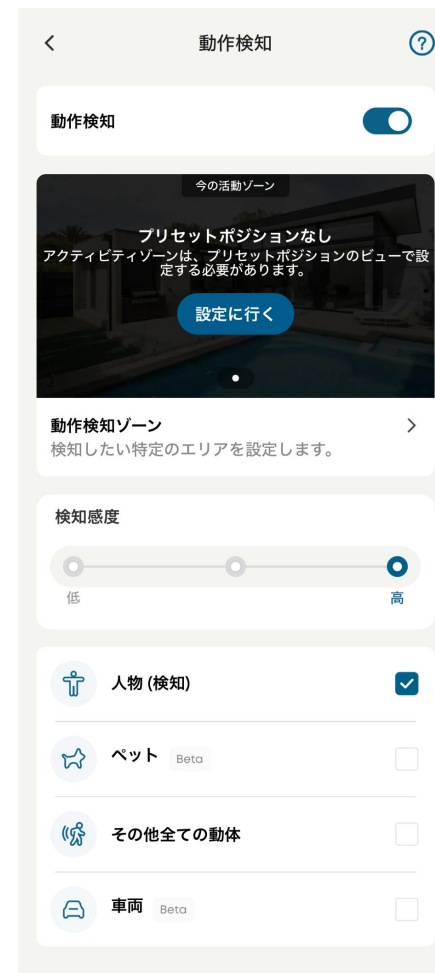 動作検知
?
動作検知
今の活動ゾーン
プリセットポジションなし
アクティビティゾーンは、プリセットポジションのビューで設
定する必要があります。
設定に行く
動作検知ゾーン
検知したい特定のエリアを設定します。
検知感度
低 高
人物 (検知)
ペット Beta
その他全ての動体
車両 Beta